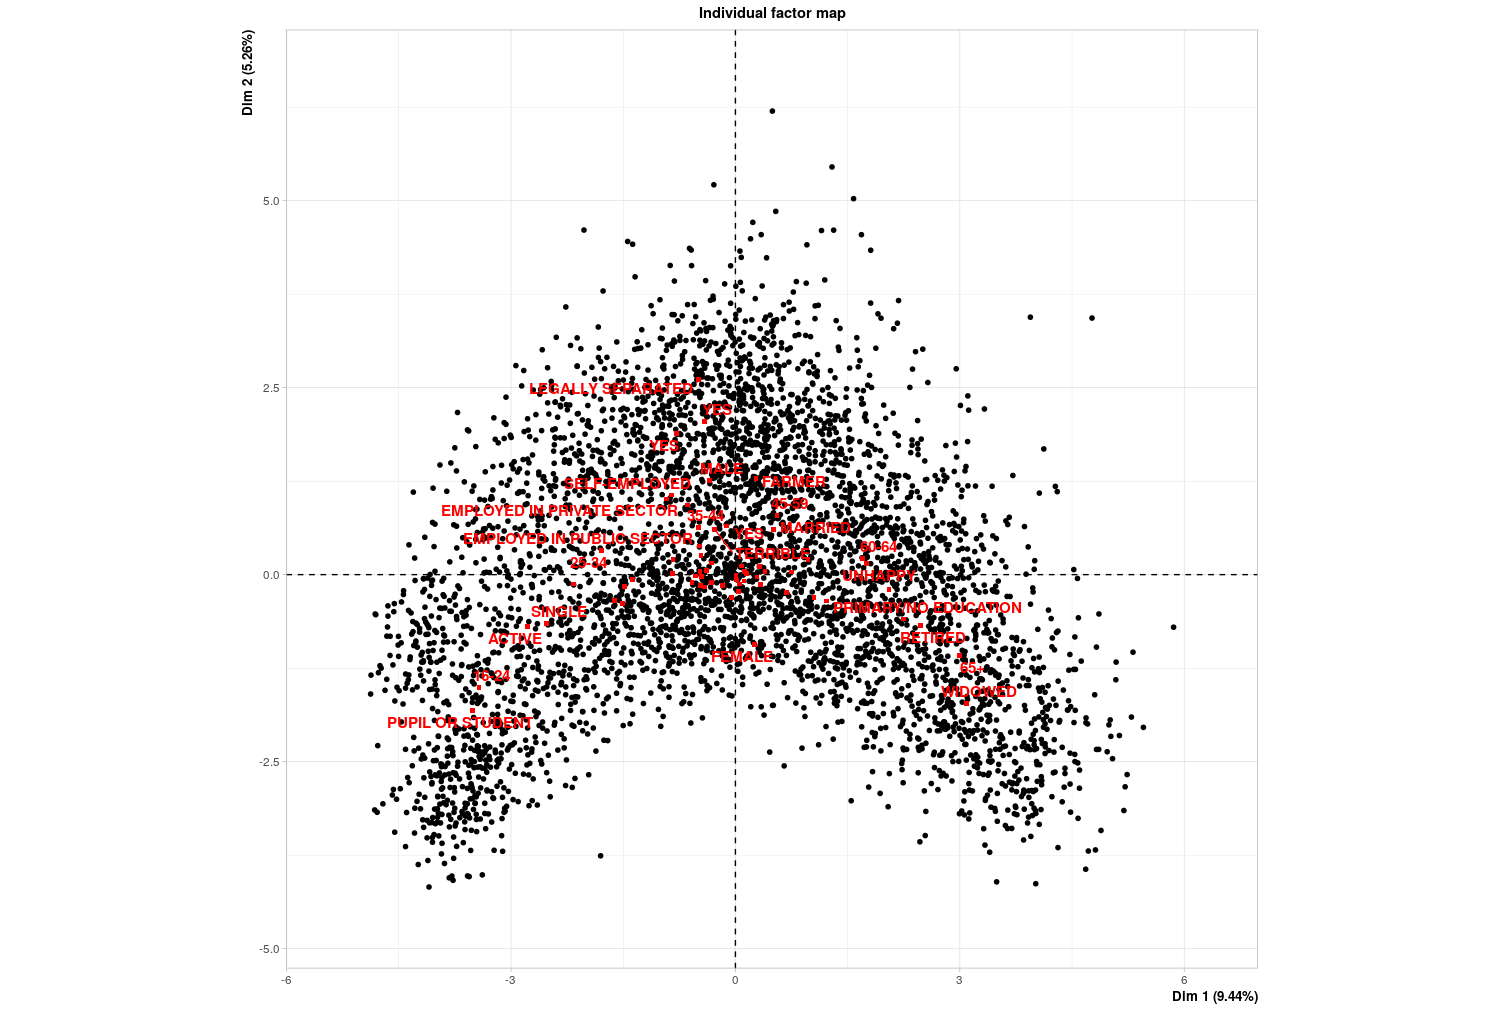 Individual factor map
Dim 2 (5.26%)
5.0
2.5
0.0
-2.5
-5.0
LEGALLY SEPARATED
YES
YES
MALE
SELF-EMPLOYED
FARMER
45-59
EMPLOYED IN PRIVATE SECTOR
35-44
MARRIED
YES
EMPLOYED IN PUBLIC SECTOR
TERRIBLE
60-64
25-34
UNHAPPY
SINGLE
PRIMARY/NO EDUCATION
ACTIVE
RETIRED
FEMALE
65+
16-24
WIDOWED
PUPIL OR STUDENT
-6
-3
0
3
6
Dim 1 (9.44%)